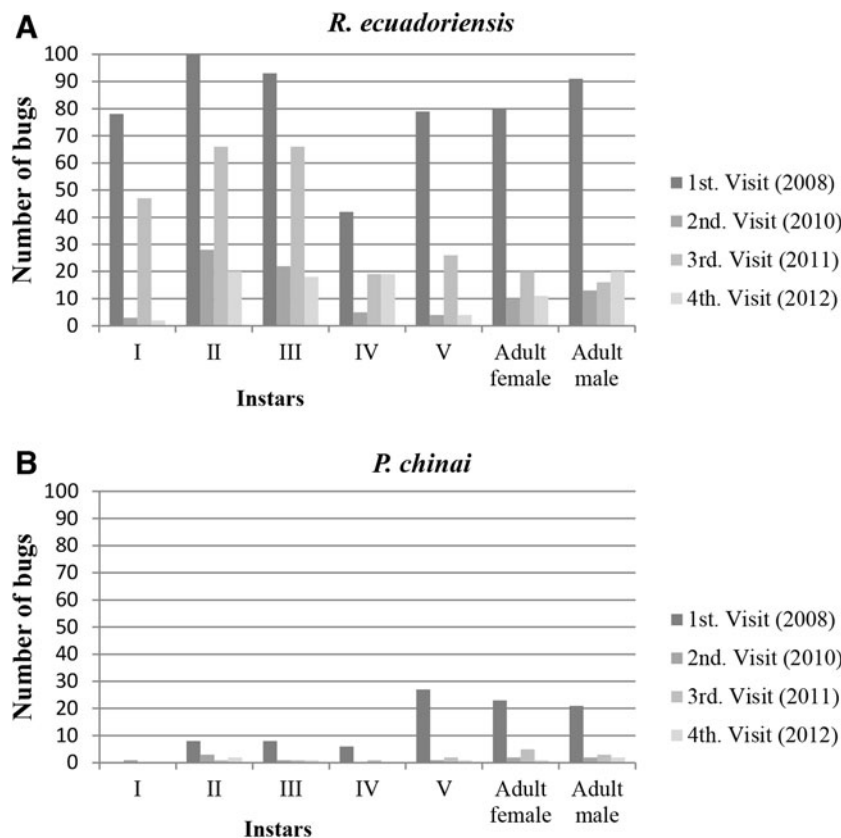 A
R. ecuadoriensis
Number of bugs
100
90
80
70
60
50
40
30
20
10
0
I II III IV V Adult female Adult male
Instars
1st. Visit (2008)
2nd. Visit (2010)
3rd. Visit (2011)
4th. Visit (2012)
B
P. chinai
Number of bugs
100
90
80
70
60
50
40
30
20
10
0
I II III IV V Adult female Adult male
Instars
1st. Visit (2008)
2nd. Visit (2010)
3rd. Visit (2011)
4th. Visit (2012)